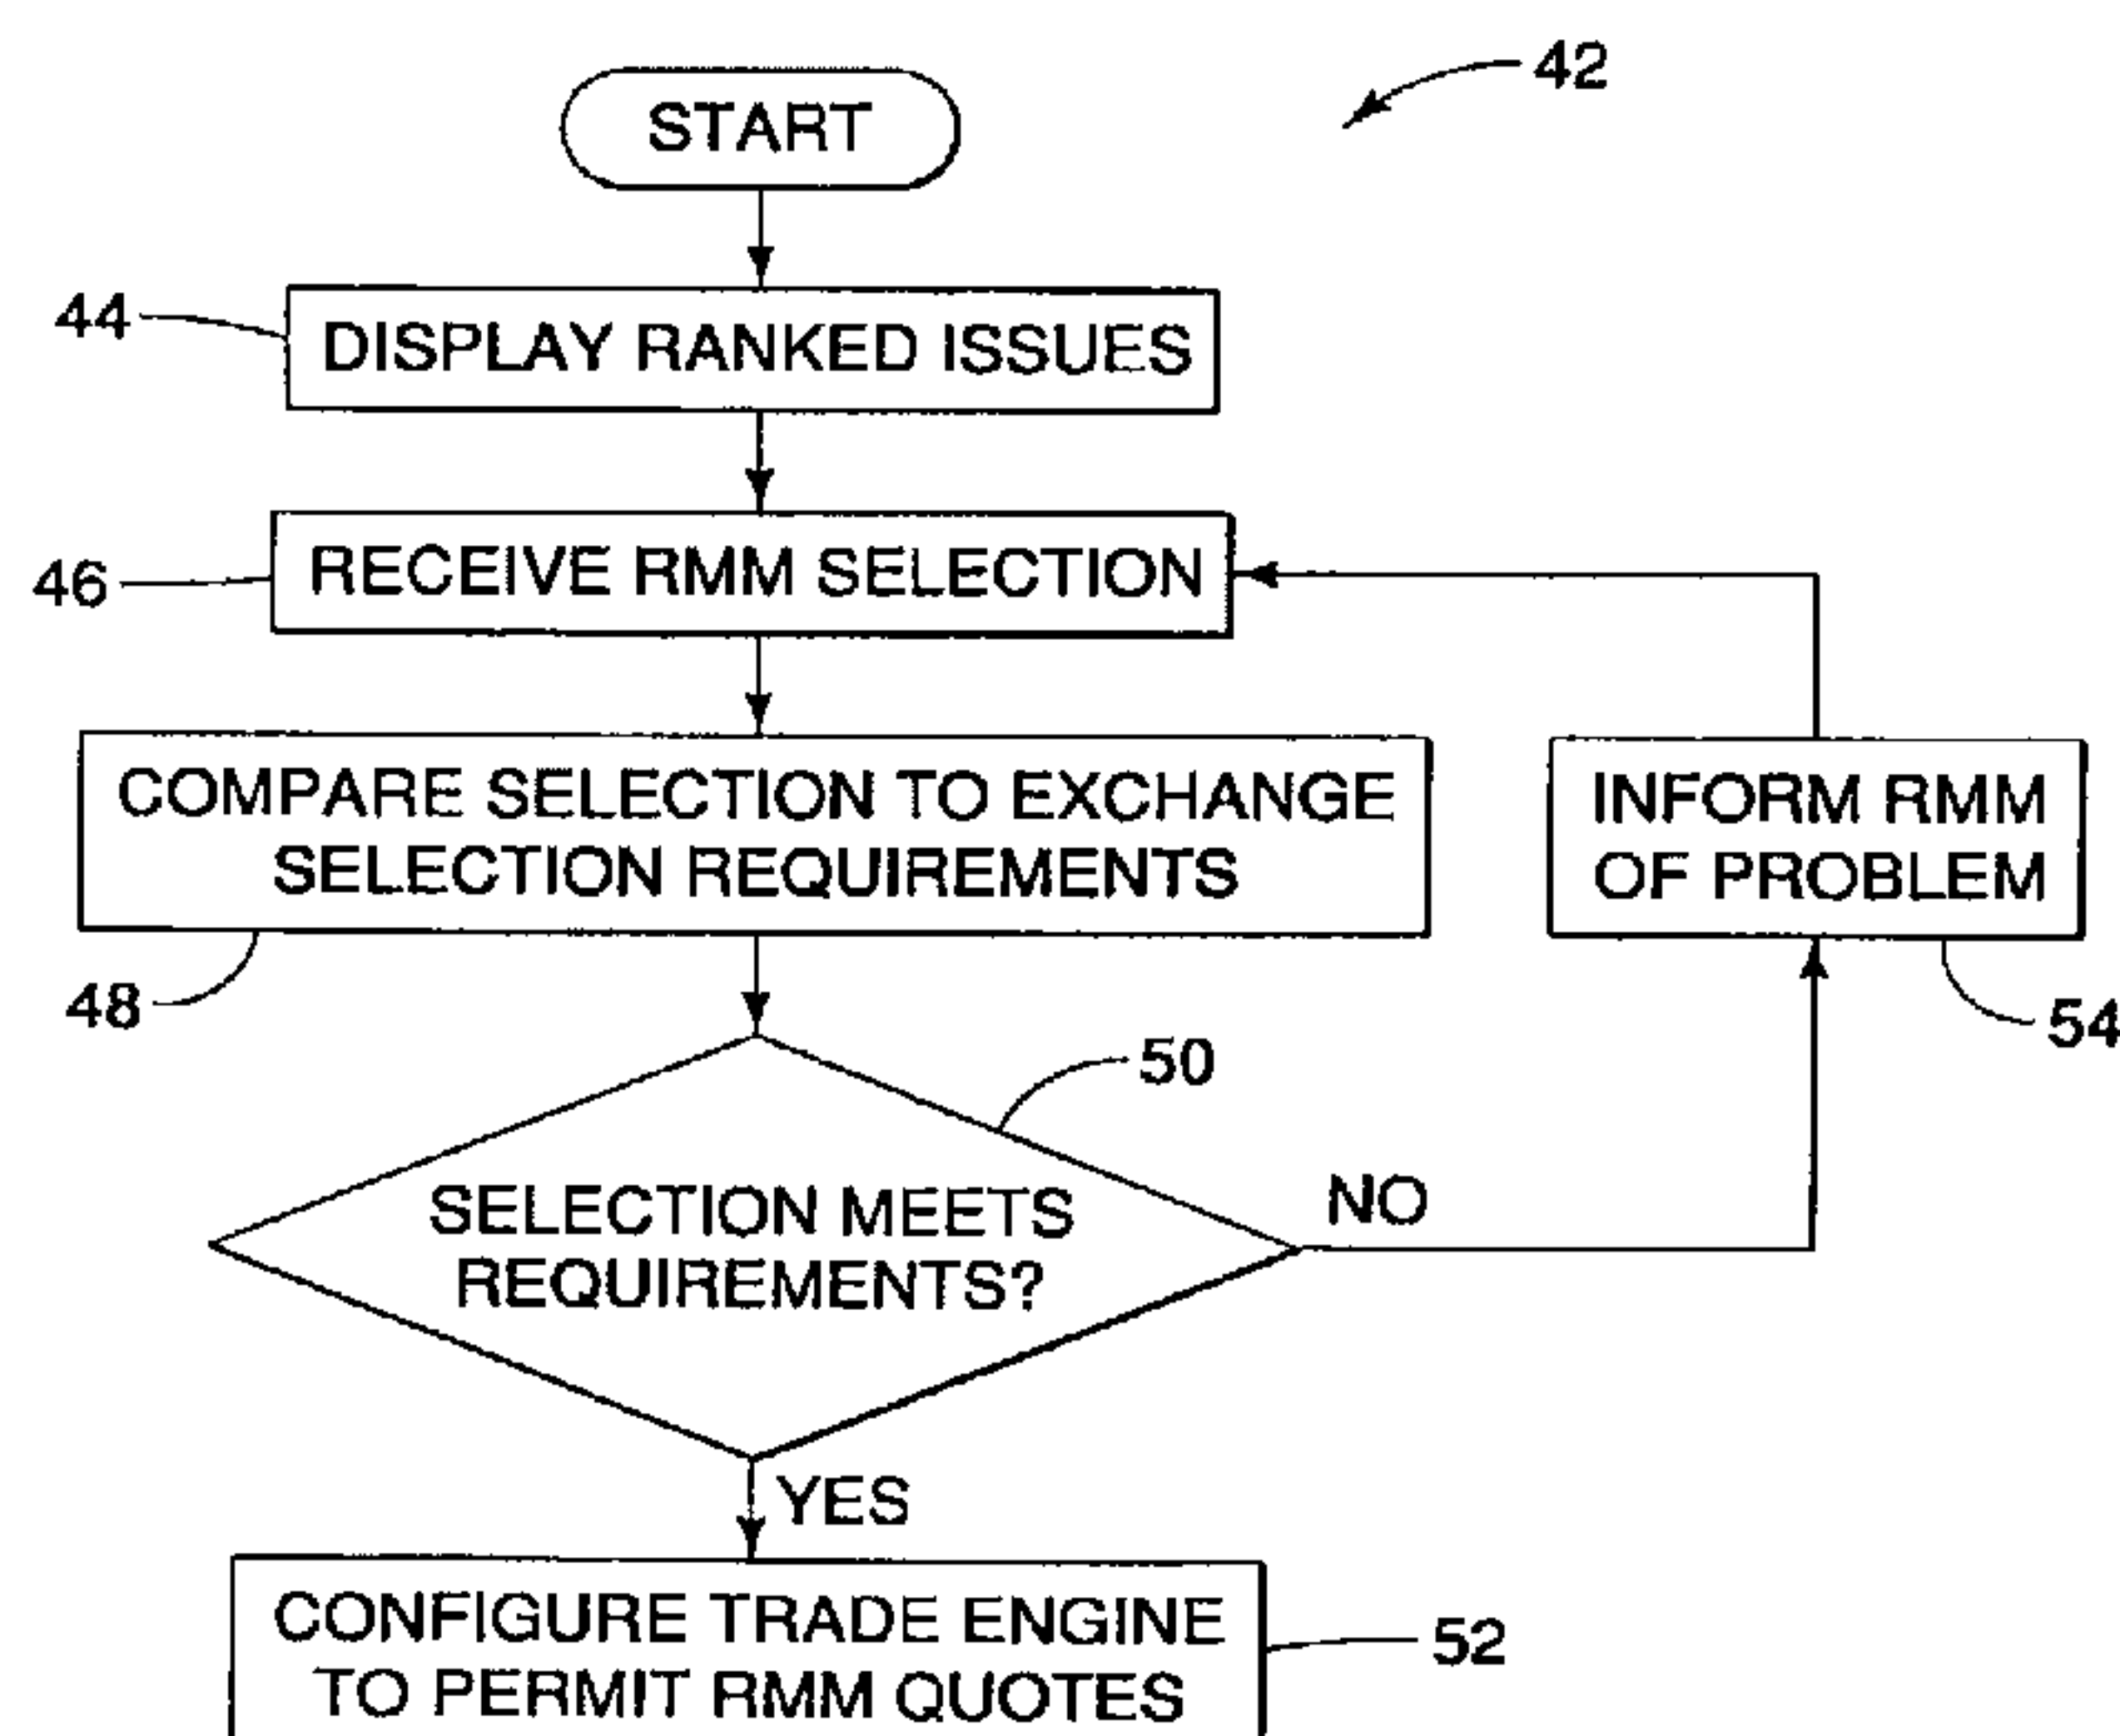 42
START
44
DISPLAY RANKED ISSUES
46
RECEIVE RMM SELECTION
COMPARE SELECTION TO EXCHANGE
SELECTION REQUIREMENTS
48
INFORM RMM
OF PROBLEM
54
50
SELECTION MEETS
REQUIREMENTS?
NO
YES
CONFIGURE TRADE ENGINE
TO PERMIT RMM QUOTES
52